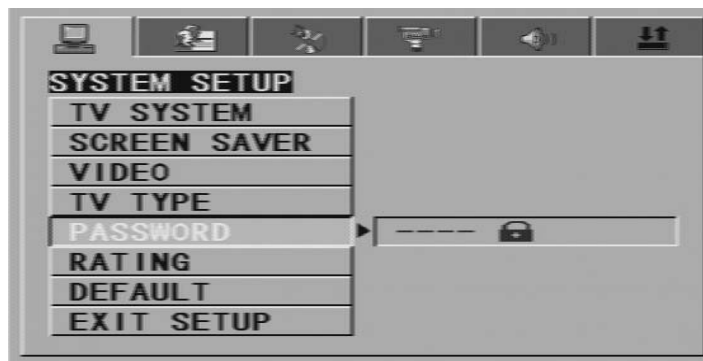 SYSTEM SETUP
TV SYSTEM
SCREEN SAVER
VIDEO
TV TYPE
PASSWORD
----
RATING
DEFAULT
EXIT SETUP